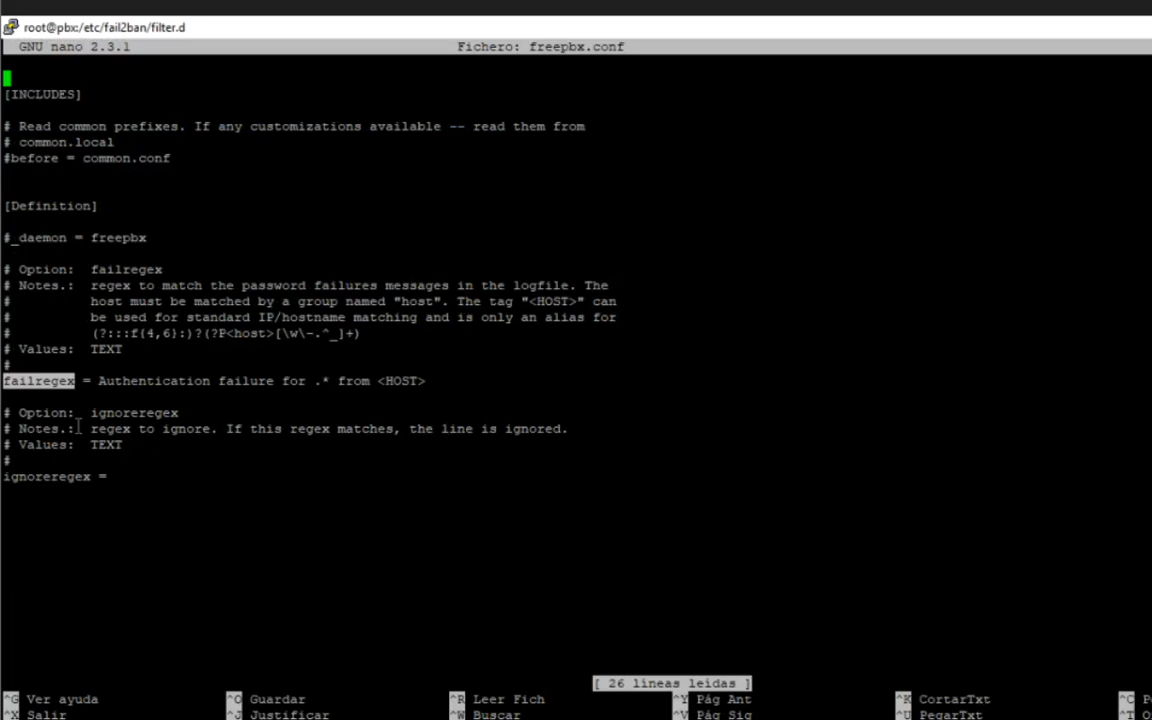 root@pbx:/etc/fail2ban/filter.d
GNU nano 2.3.1 Fichero: freepbx.conf
[INCLUDES]
# Read common prefixes. If any customizations available -- read them from
# common.local
#before = common.conf
[Definition]
#_daemon = freepbx
# Option: failregex
# Notes.: regex to match the password failures messages in the logfile. The
# host must be matched by a group named "host". The tag "<HOST>" can
# be used for standard IP/hostname matching and is only an alias for
# (?:::f{4,6}:)?(?P<host>[\w\-.^_]+)
# Values: TEXT
#
failregex = Authentication failure for .* from <HOST>
# Option: ignoreregex
# Notes.: regex to ignore. If this regex matches, the line is ignored.
# Values: TEXT
#
ignoreregex =
[ 26 líneas leídas ]
^G Ver ayuda ^O Guardar ^R Leer Fich ^Y Pág Ant ^K CortarTxt ^C
^X Salir ^J Justificar ^W Buscar ^V Pág Sig ^U PegarTxt ^T